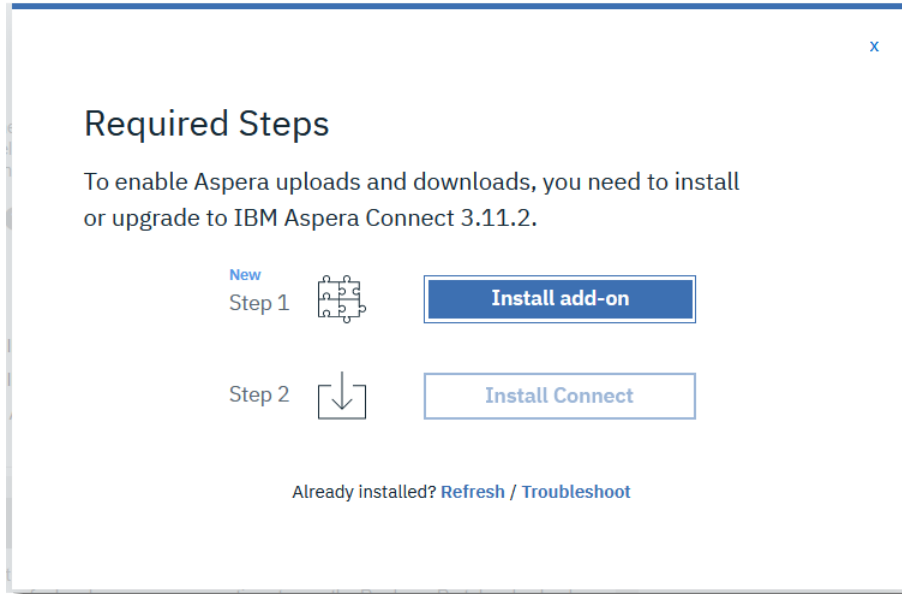 x
Required Steps
To enable Aspera uploads and downloads, you need to install
or upgrade to IBM Aspera Connect 3.11.2.
New
Step 1
Install add-on
Step 2
Install Connect
Already installed? Refresh / Troubleshoot